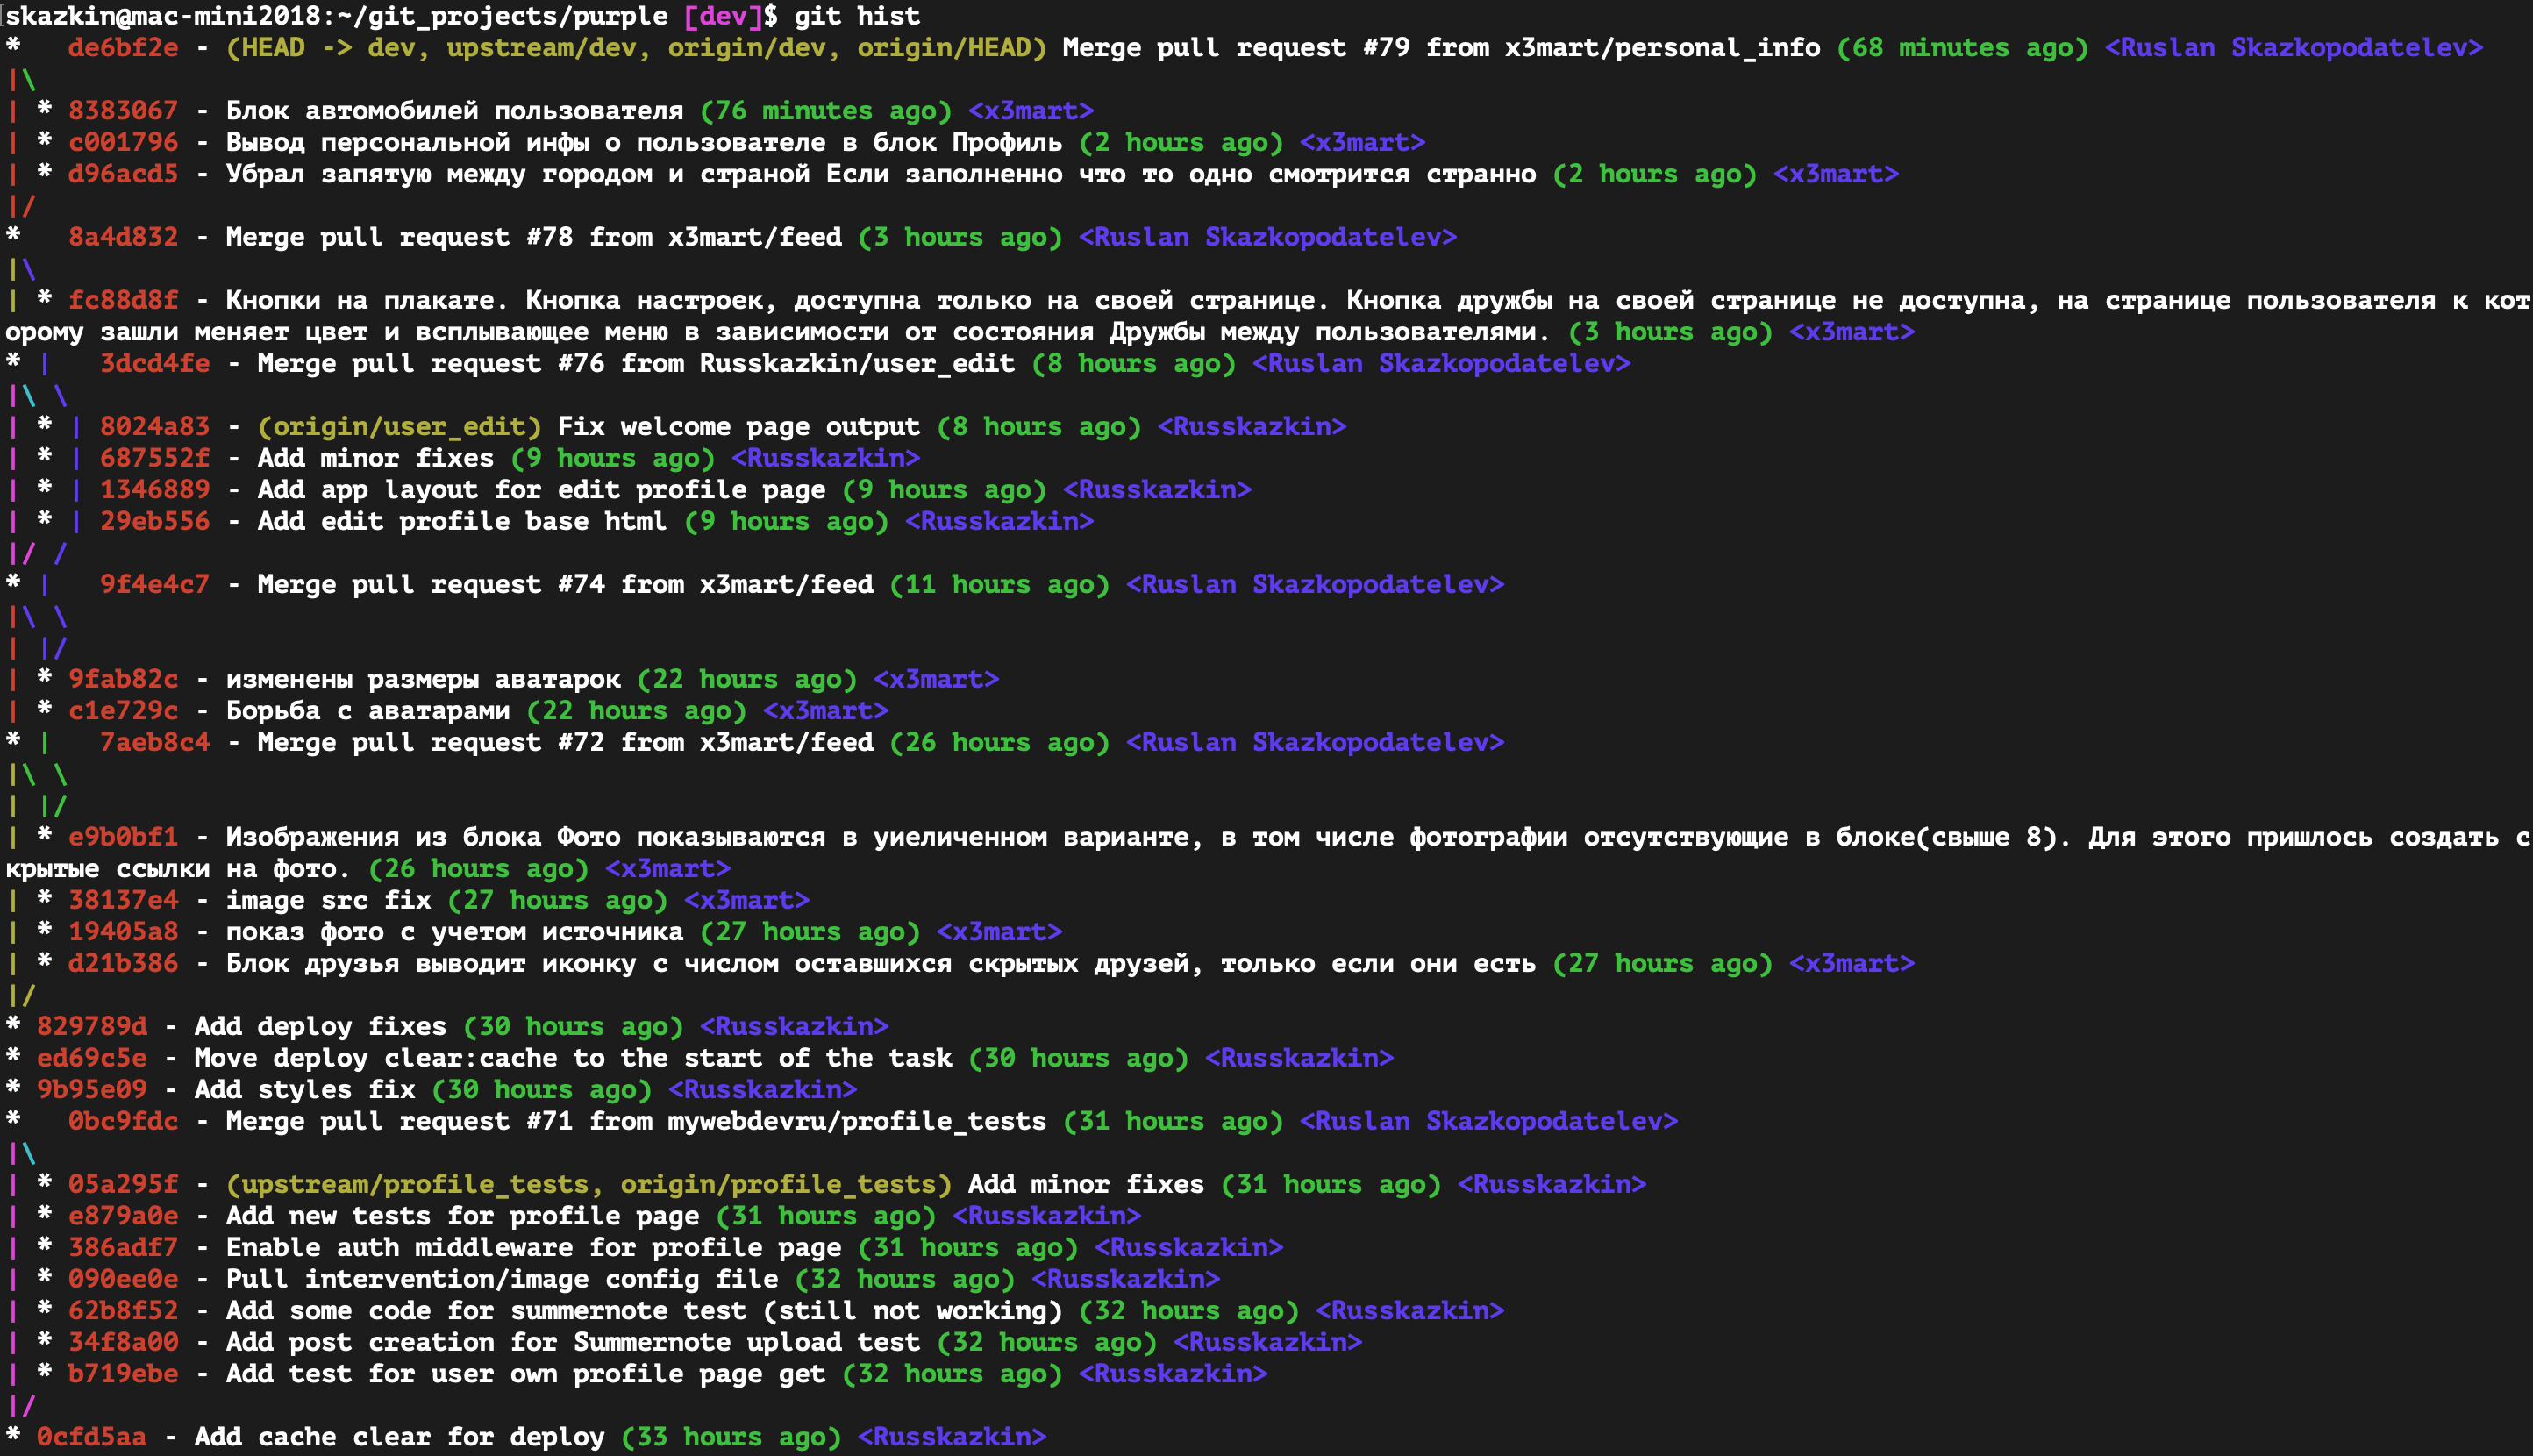 skazkin@mac-mini2018:~/git_projects/purple [dev]$ git hist
*   de6bf2e - (HEAD -> dev, upstream/dev, origin/dev, origin/HEAD) Merge pull request #79 from x3mart/personal_info (68 minutes ago) <Ruslan Skazkopodatelev>
|\
| * 8383067 - Блок автомобилей пользователя (76 minutes ago) <x3mart>
| * c001796 - Вывод персональной инфы о пользователе в блок Профиль (2 hours ago) <x3mart>
| * d96acd5 - Убрал запятую между городом и страной Если заполненно что то одно смотрится странно (2 hours ago) <x3mart>
|/
*   8a4d832 - Merge pull request #78 from x3mart/feed (3 hours ago) <Ruslan Skazkopodatelev>
|\
| * fc88d8f - Кнопки на плакате. Кнопка настроек, доступна только на своей странице. Кнопка дружбы на своей странице не доступна, на странице пользователя к кот
орому зашли меняет цвет и всплывающее меню в зависимости от состояния Дружбы между пользователями. (3 hours ago) <x3mart>
* |   3dcd4fe - Merge pull request #76 from Russkazkin/user_edit (8 hours ago) <Ruslan Skazkopodatelev>
|\ \
| * | 8024a83 - (origin/user_edit) Fix welcome page output (8 hours ago) <Russkazkin>
| * | 687552f - Add minor fixes (9 hours ago) <Russkazkin>
| * | 1346889 - Add app layout for edit profile page (9 hours ago) <Russkazkin>
| * | 29eb556 - Add edit profile base html (9 hours ago) <Russkazkin>
|/ /
* |   9f4e4c7 - Merge pull request #74 from x3mart/feed (11 hours ago) <Ruslan Skazkopodatelev>
|\ \
| |/
| * 9fab82c - изменены размеры аватарок (22 hours ago) <x3mart>
| * c1e729c - Борьба с аватарами (22 hours ago) <x3mart>
* |   7aeb8c4 - Merge pull request #72 from x3mart/feed (26 hours ago) <Ruslan Skazkopodatelev>
|\ \
| |/
| * e9b0bf1 - Изображения из блока Фото показываются в уиеличенном варианте, в том числе фотографии отсутствующие в блоке(свыше 8). Для этого пришлось создать с
крытые ссылки на фото. (26 hours ago) <x3mart>
| * 38137e4 - image src fix (27 hours ago) <x3mart>
| * 19405a8 - показ фото с учетом источника (27 hours ago) <x3mart>
| * d21b386 - Блок друзья выводит иконку с числом оставшихся скрытых друзей, только если они есть (27 hours ago) <x3mart>
|/
* 829789d - Add deploy fixes (30 hours ago) <Russkazkin>
* ed69c5e - Move deploy clear:cache to the start of the task (30 hours ago) <Russkazkin>
* 9b95e09 - Add styles fix (30 hours ago) <Russkazkin>
*   0bc9fdc - Merge pull request #71 from mywebdevru/profile_tests (31 hours ago) <Ruslan Skazkopodatelev>
|\
| * 05a295f - (upstream/profile_tests, origin/profile_tests) Add minor fixes (31 hours ago) <Russkazkin>
| * e879a0e - Add new tests for profile page (31 hours ago) <Russkazkin>
| * 386adf7 - Enable auth middleware for profile page (31 hours ago) <Russkazkin>
| * 090ee0e - Pull intervention/image config file (32 hours ago) <Russkazkin>
| * 62b8f52 - Add some code for summernote test (still not working) (32 hours ago) <Russkazkin>
| * 34f8a00 - Add post creation for Summernote upload test (32 hours ago) <Russkazkin>
| * b719ebe - Add test for user own profile page get (32 hours ago) <Russkazkin>
|/
* 0cfd5aa - Add cache clear for deploy (33 hours ago) <Russkazkin>